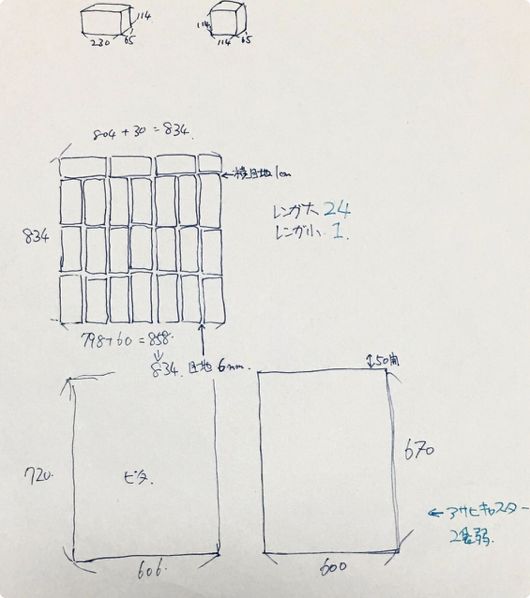 114
230
65
114
114
65
804 + 30 = 834.
←横目地1cm
レンガ大 24
レンガ小 1.
834
798 + 60 = 858.
⇓
834.
目地 6mm.
↕50角
720.
ピタ.
606.
670
600
←アサヒキャスター
2袋弱.